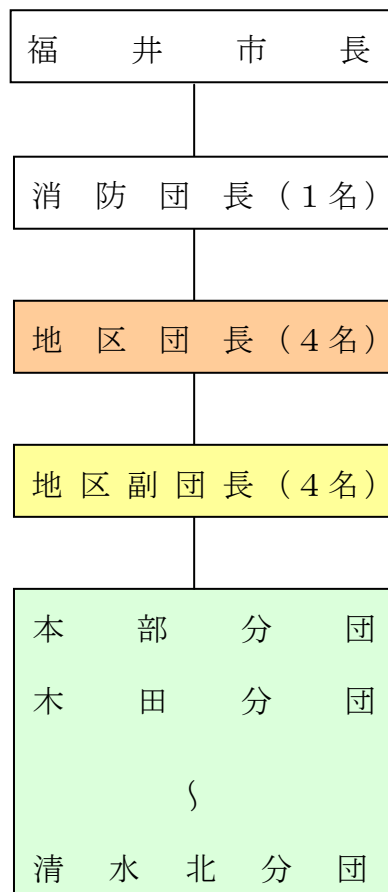 福井市長
消防団長(1名)
地区団長(4名)
地区副団長(4名)
本部分団
木田分団
～
清水北分団